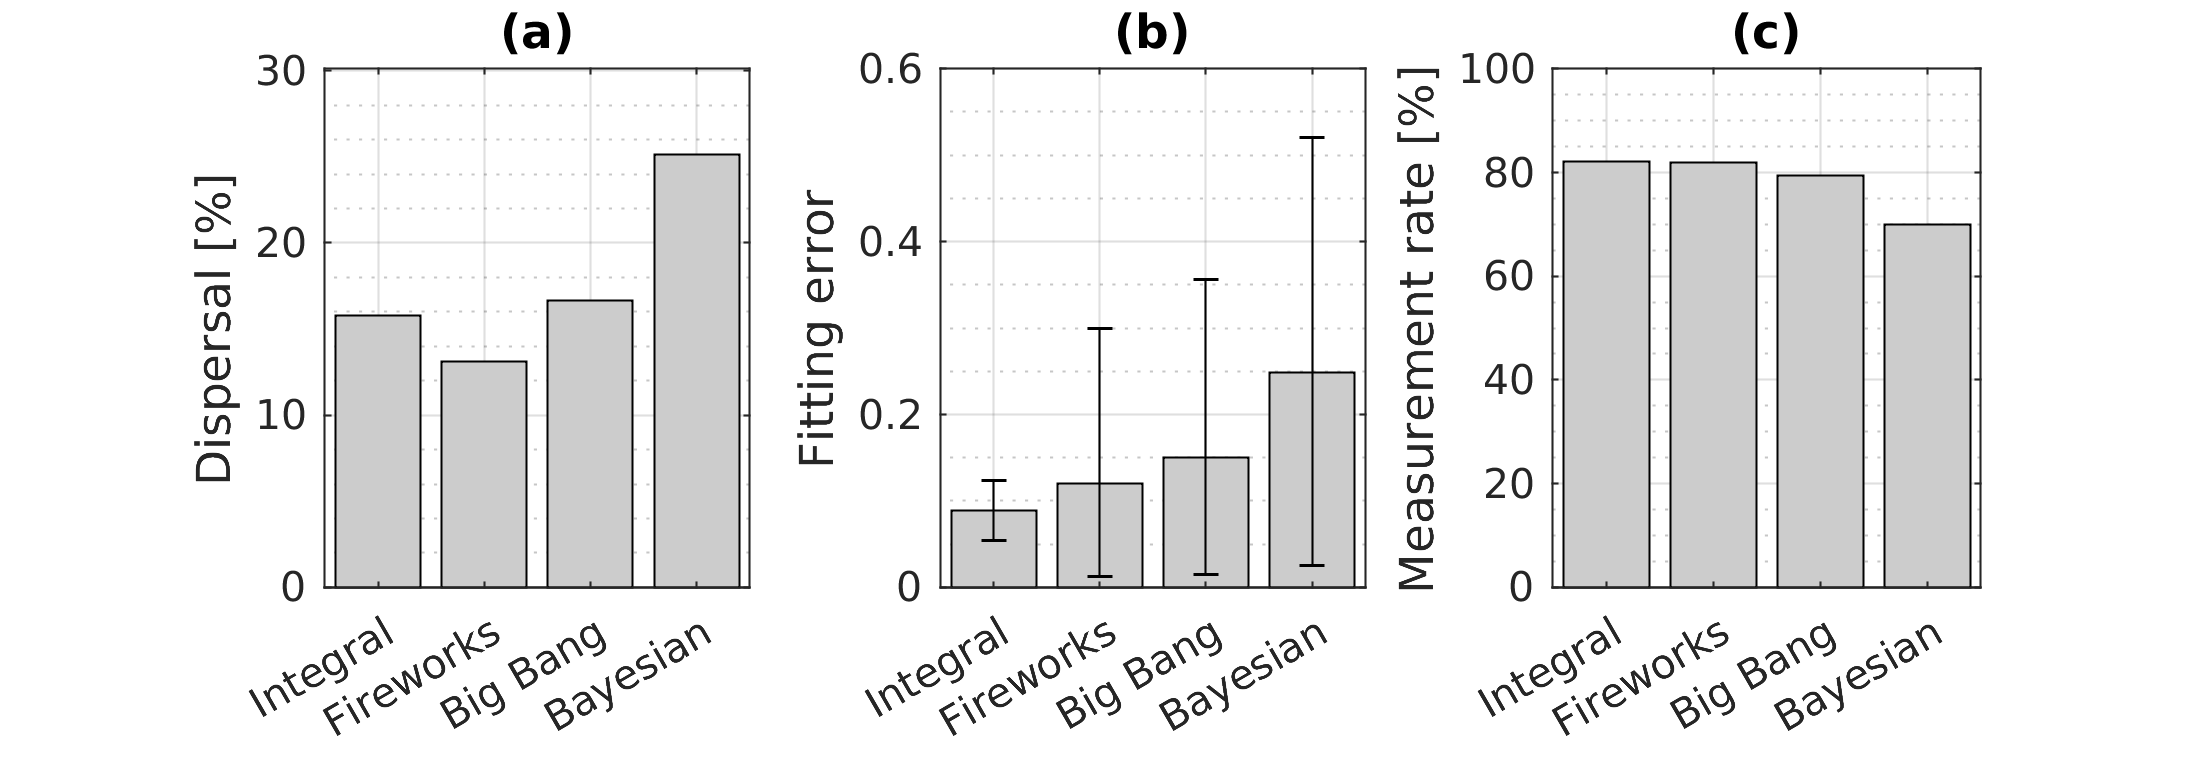 (a)
Dispersal [%]
30
20
10
0
Integral
Fireworks
Big Bang
Bayesian
(b)
Fitting error
0.6
0.4
0.2
0
Integral
Fireworks
Big Bang
Bayesian
(c)
Measurement rate [%]
100
80
60
40
20
0
Integral
Fireworks
Big Bang
Bayesian